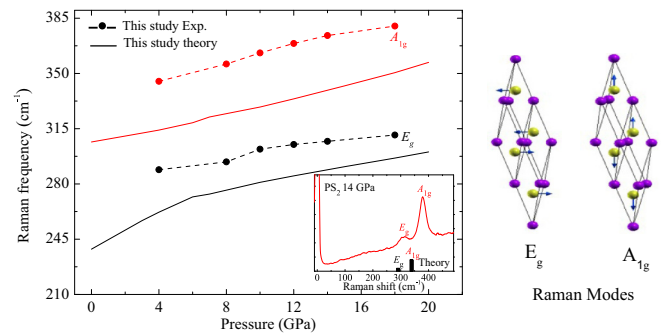 385
350
315
280
245
210
Raman frequency (cm-1)
This study Exp.
This study theory
A1g
Eg
0
4
8
12
16
20
Pressure (GPa)
PS2 14 GPa
A1g
Eg
Eg
A1g
Theory
0 100 200 300 400
Raman shift (cm-1)
Eg
A1g
Raman Modes